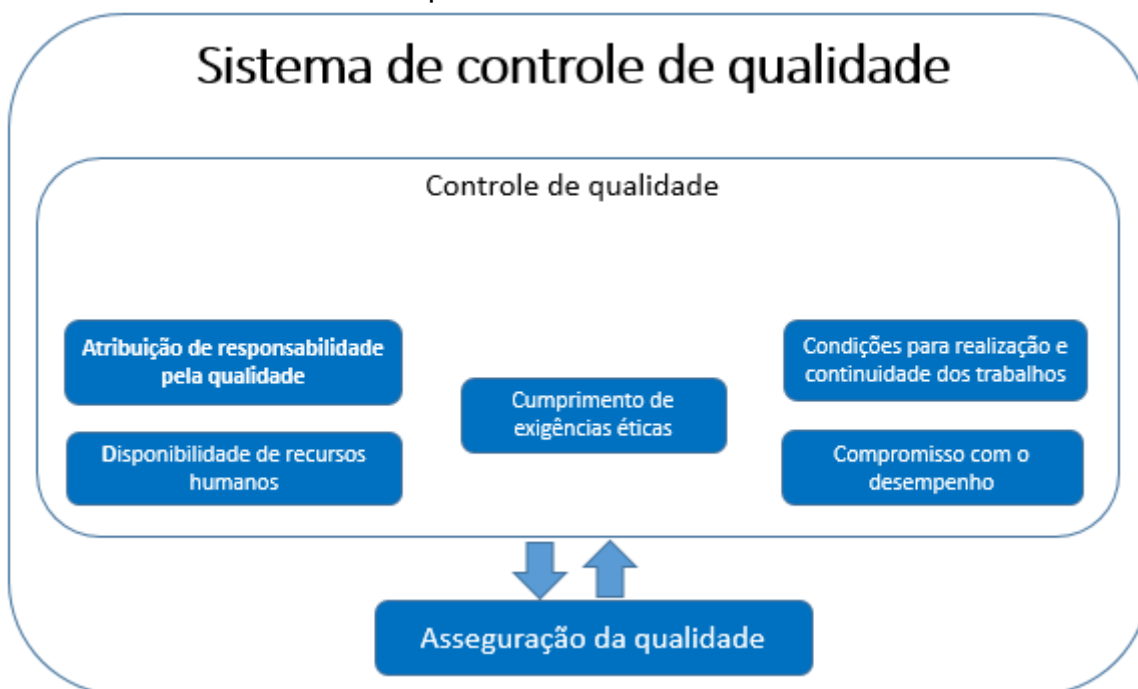 Sistema de controle de qualidade
Controle de qualidade
Atribuição de responsabilidade
pela qualidade
Disponibilidade de recursos
humanos
Cumprimento de
exigências éticas
Condições para realização e
continuidade dos trabalhos
Compromisso com o
desempenho
Asseguração da qualidade